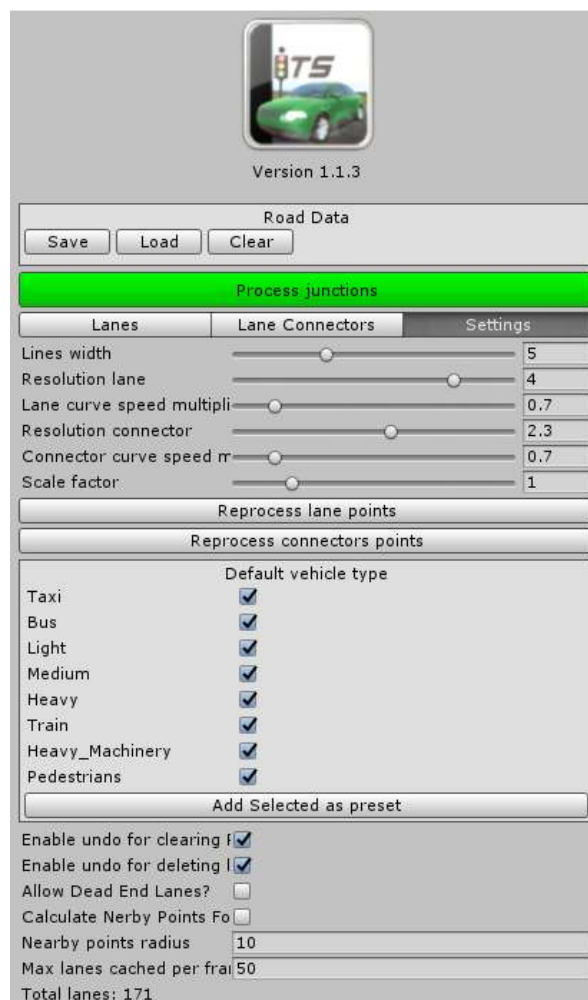 iTS
Version 1.1.3
Road Data
Save Load Clear
Process junctions
Lanes Lane Connectors Settings
Lines width 5
Resolution lane 4
Lane curve speed multipli 0.7
Resolution connector 2.3
Connector curve speed m 0.7
Scale factor 1
Reprocess lane points
Reprocess connectors points
Default vehicle type
Taxi
Bus
Light
Medium
Heavy
Train
Heavy_Machinery
Pedestrians
Add Selected as preset
Enable undo for clearing
Enable undo for deleting l
Allow Dead End Lanes?
Calculate Nerby Points Fo
Nearby points radius 10
Max lanes cached per frai 50
Total lanes: 171